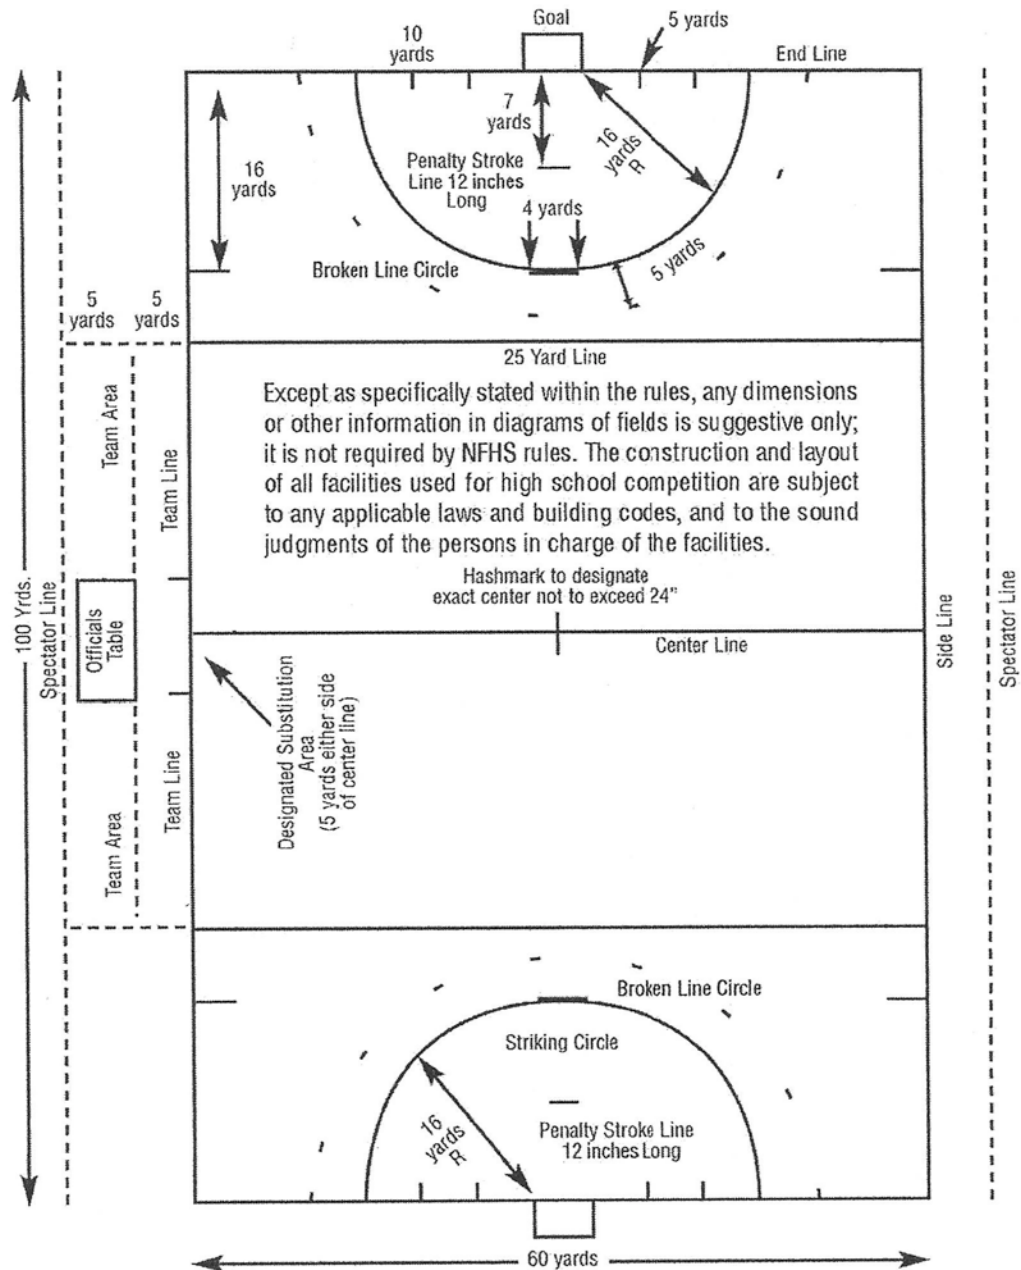 Goal
5 yards
10
yards
End Line
7
yards
16
yards
R
16
yards
Penalty Stroke
Line 12 inches
Long
4 yards
5 yards
Broken Line Circle
5
yards
5
yards
25 Yard Line
Except as specifically stated within the rules, any dimensions
or other information in diagrams of fields is suggestive only;
it is not required by NFHS rules. The construction and layout
of all facilities used for high school competition are subject
to any applicable laws and building codes, and to the sound
judgments of the persons in charge of the facilities.
Team Area
Team Line
Hashmark to designate
exact center not to exceed 24"
100 Yrds.
Spectator Line
Officials
Table
Center Line
Side Line
Spectator Line
Designated Substitution
Area
(5 yards either side
of center line)
Team Line
Team Area
Broken Line Circle
Striking Circle
16
yards
R
Penalty Stroke Line
12 inches Long
60 yards